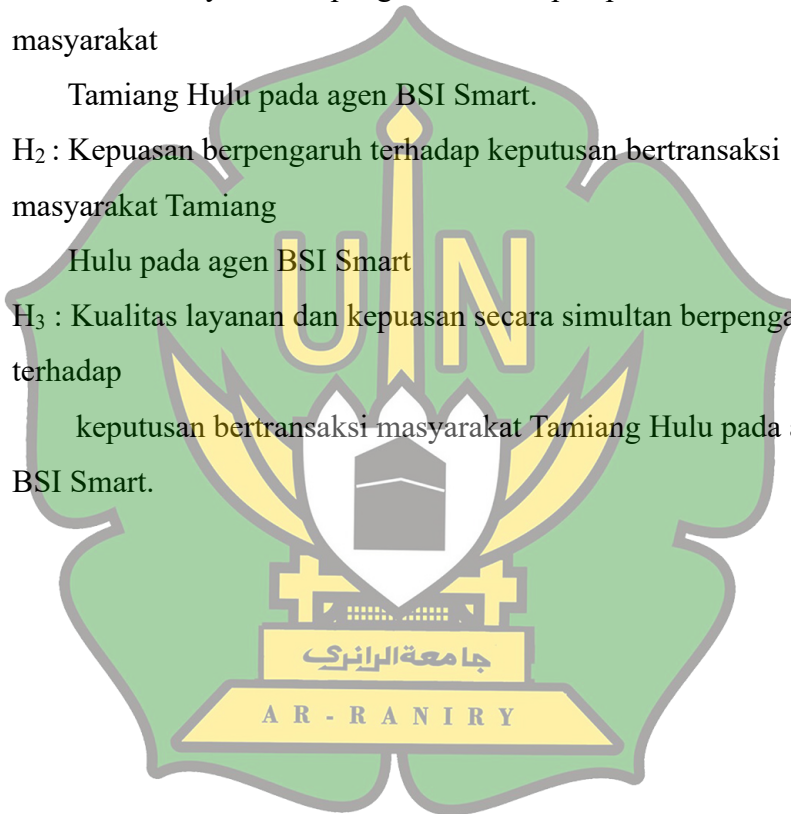 masyarakat
Tamiang Hulu pada agen BSI Smart.
H₂ : Kepuasan berpengaruh terhadap keputusan bertransaksi
masyarakat Tamiang
Hulu pada agen BSI Smart
H₃ : Kualitas layanan dan kepuasan secara simultan
terhadap
keputusan bertransaksi masyarakat Tamiang Hulu pada
BSI Smart.
UIN
جامعةالرانري
AR-RANIRY